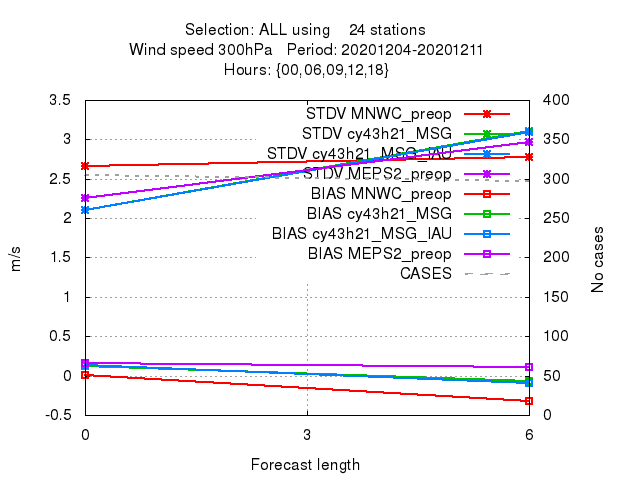 Selection: ALL using 24 stations
Wind speed 300hPa Period: 20201204-20201211
Hours: {00,06,09,12,18}
3.5
3
2.5
2
1.5
1
0.5
0
-0.5
m/s
400
350
300
250
200
150
100
50
0
No cases
STDV MNWC_preop
STDV cy43h21_MSG
STDV cy43h21_MSG_IAU
STDV MEPS2_preop
BIAS MNWC_preop
BIAS cy43h21_MSG
BIAS cy43h21_MSG_IAU
BIAS MEPS2_preop
CASES
0 3 6
Forecast length